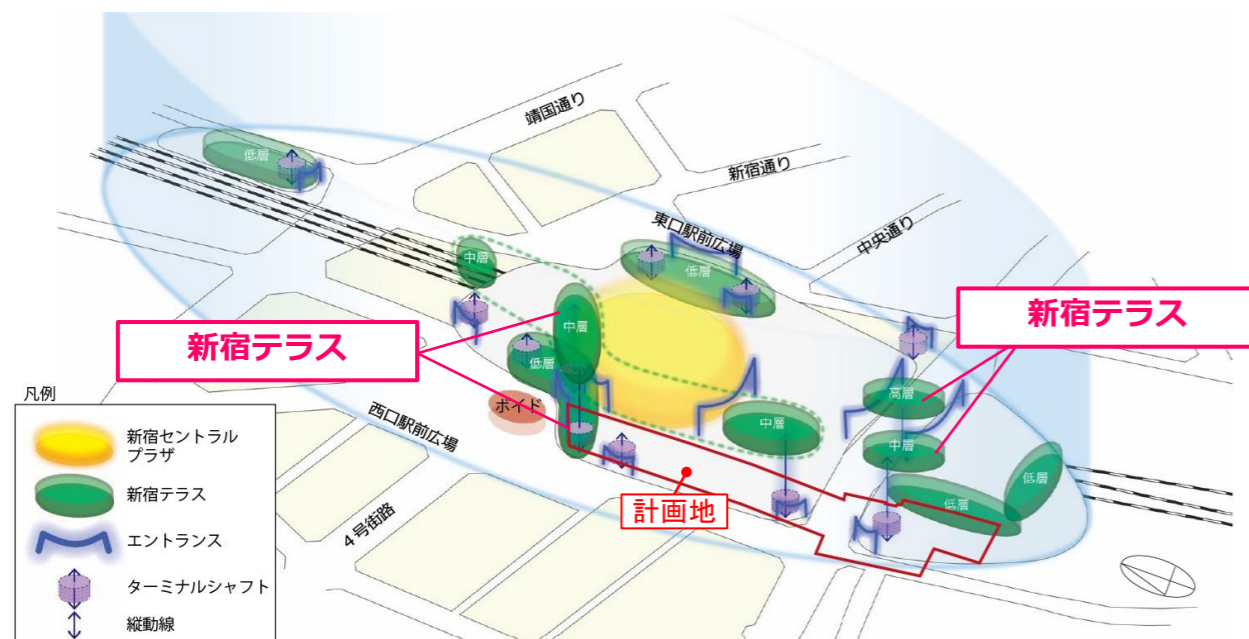 靖国通り
低層
新宿通り
東口駅前広場
中央通り
中層
低層
新宿テラス
新宿テラス
中層
低層
高層
凡例
ボイド
中層
中層
西口駅前広場
低層
低層
新宿セントラル
プラザ
新宿テラス
計画地
4号街路
エントランス
ターミナルシャフト
縦動線